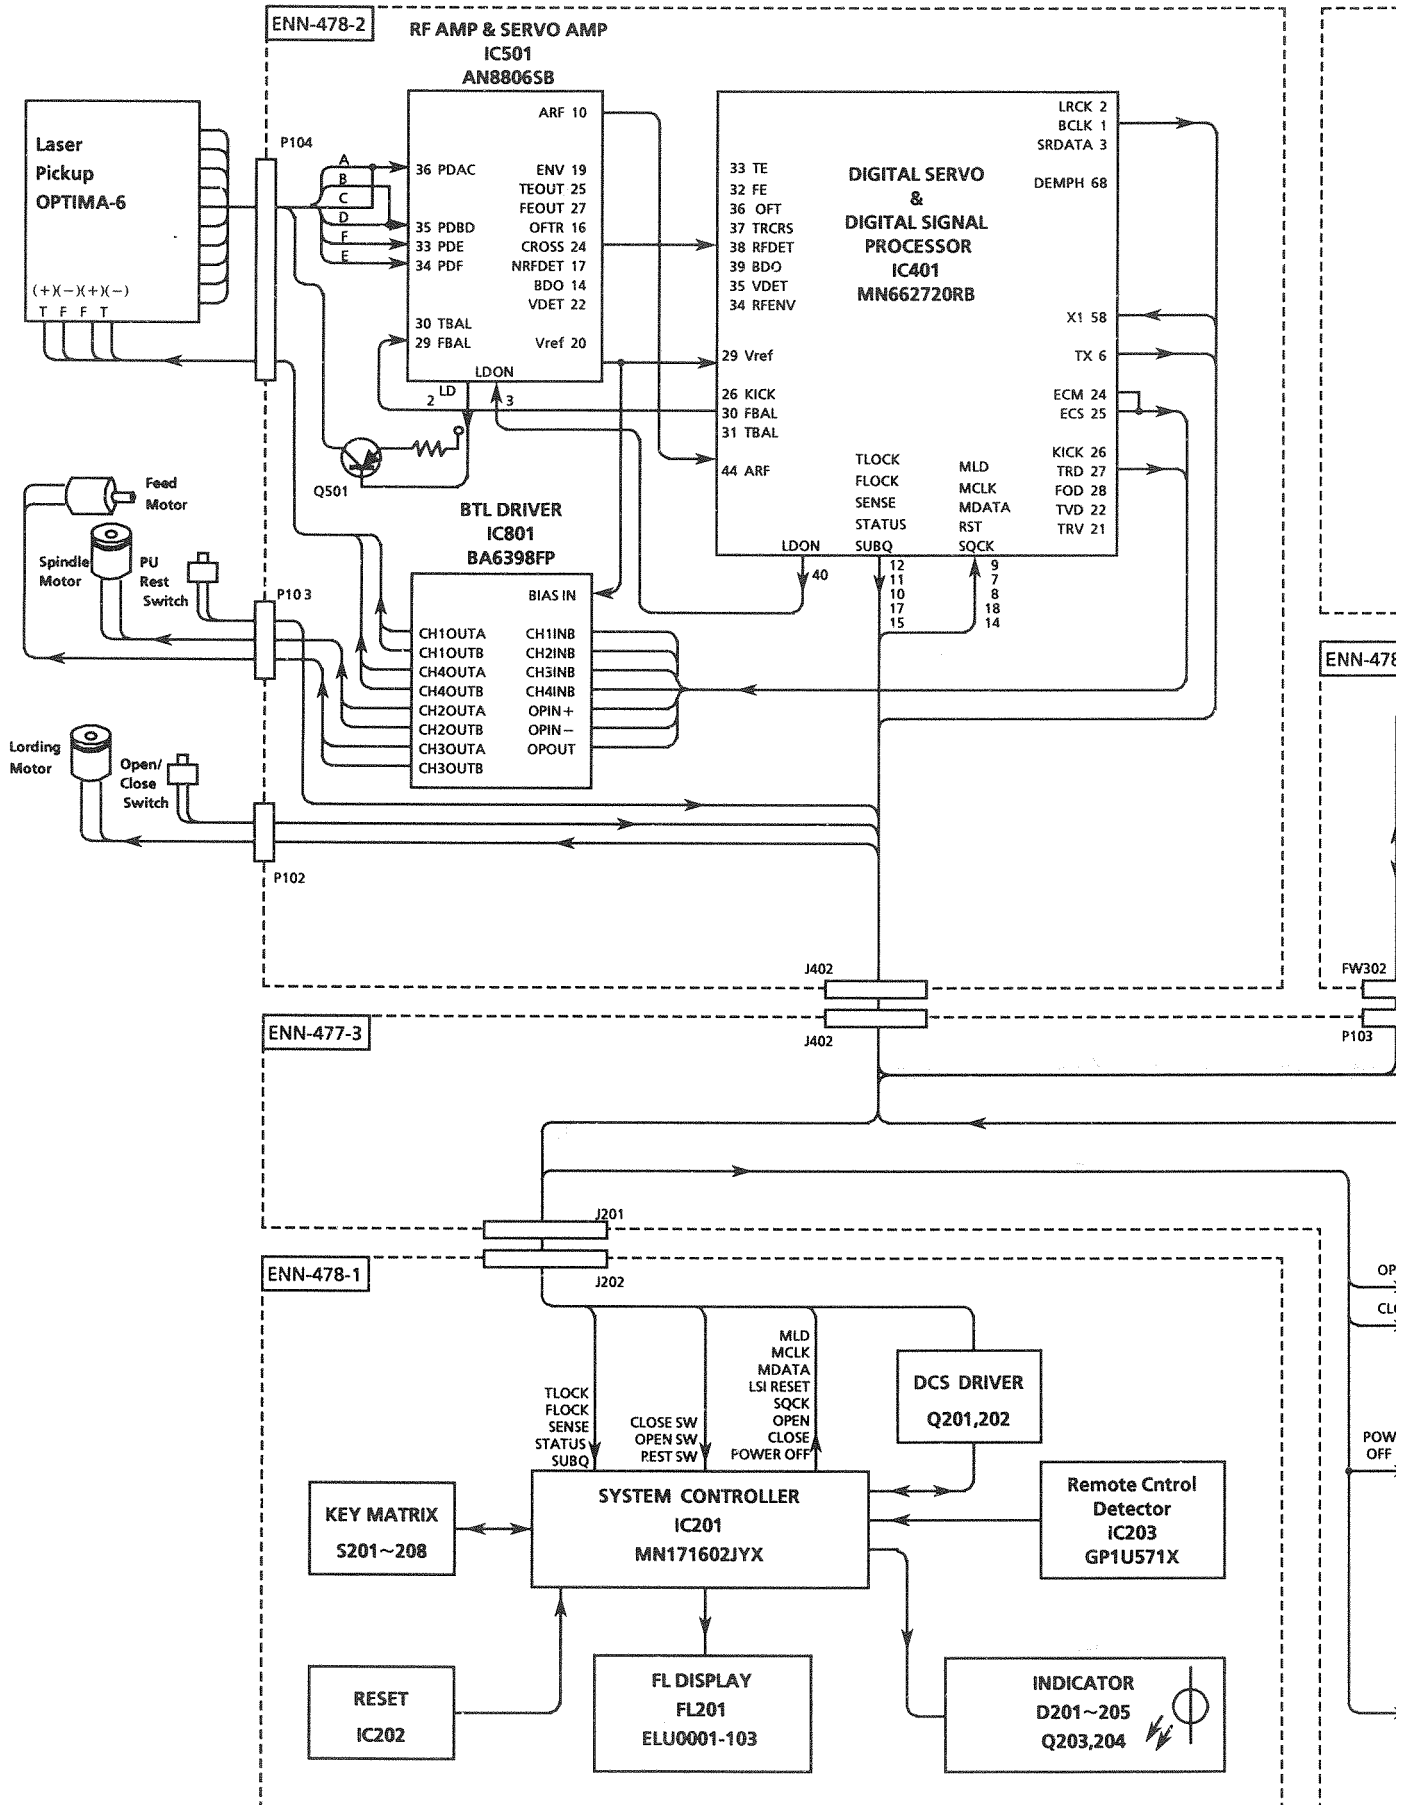 ENN-478-2
RF AMP & SERVO AMP
IC501
AN8806SB
Laser
Pickup
OPTIMA-6
(+)(−)(+)(−)
T F F T
P104
A
B
C
D
F
E
36 PDAC
35 PDBD
33 PDE
34 PDF
30 TBAL
29 FBAL
ARF 10
ENV 19
TEOUT 25
FEOUT 27
OFTR 16
CROSS 24
NRFDET 17
BDO 14
VDET 22
Vref 20
LDON
LD
2
3
Q501
33 TE
32 FE
36 OFT
37 TRCRS
38 RFDET
39 BDO
35 VDET
34 RFENV
29 Vref
26 KICK
30 FBAL
31 TBAL
44 ARF
DIGITAL SERVO
&
DIGITAL SIGNAL
PROCESSOR
IC401
MN662720RB
LRCK 2
BCLK 1
SRDATA 3
DEMPH 68
X1 58
TX 6
ECM 24
ECS 25
KICK 26
TRD 27
FOD 28
TVD 22
TRV 21
TLOCK
FLOCK
SENSE
STATUS
SUBQ
MLD
MCLK
MDATA
RST
SQCK
LDON
40
12
11
10
17
15
9
7
8
18
14
Feed
Motor
Spindle
Motor
PU
Rest
Switch
P103
BTL DRIVER
IC801
BA6398FP
BIAS IN
CH1OUTA
CH1OUTB
CH4OUTA
CH4OUTB
CH2OUTA
CH2OUTB
CH3OUTA
CH3OUTB
CH1INB
CH2INB
CH3INB
CH4INB
OPIN+
OPIN−
OPOUT
ENN-478
Lording
Motor
Open/
Close
Switch
P102
J402
FW302
ENN-477-3
J402
P103
J201
ENN-478-1
J202
OP
TLOCK
FLOCK
SENSE
STATUS
SUBQ
CLOSE SW
OPEN SW
REST SW
MLD
MCLK
MDATA
LSI RESET
SQCK
OPEN
CLOSE
POWER OFF
DCS DRIVER
Q201,202
POW
OFF
KEY MATRIX
S201~208
SYSTEM CONTROLLER
IC201
MN171602JYX
Remote Cntrol
Detector
iC203
GP1U571X
RESET
IC202
FL DISPLAY
FL201
ELU0001-103
INDICATOR
D201~205
Q203,204